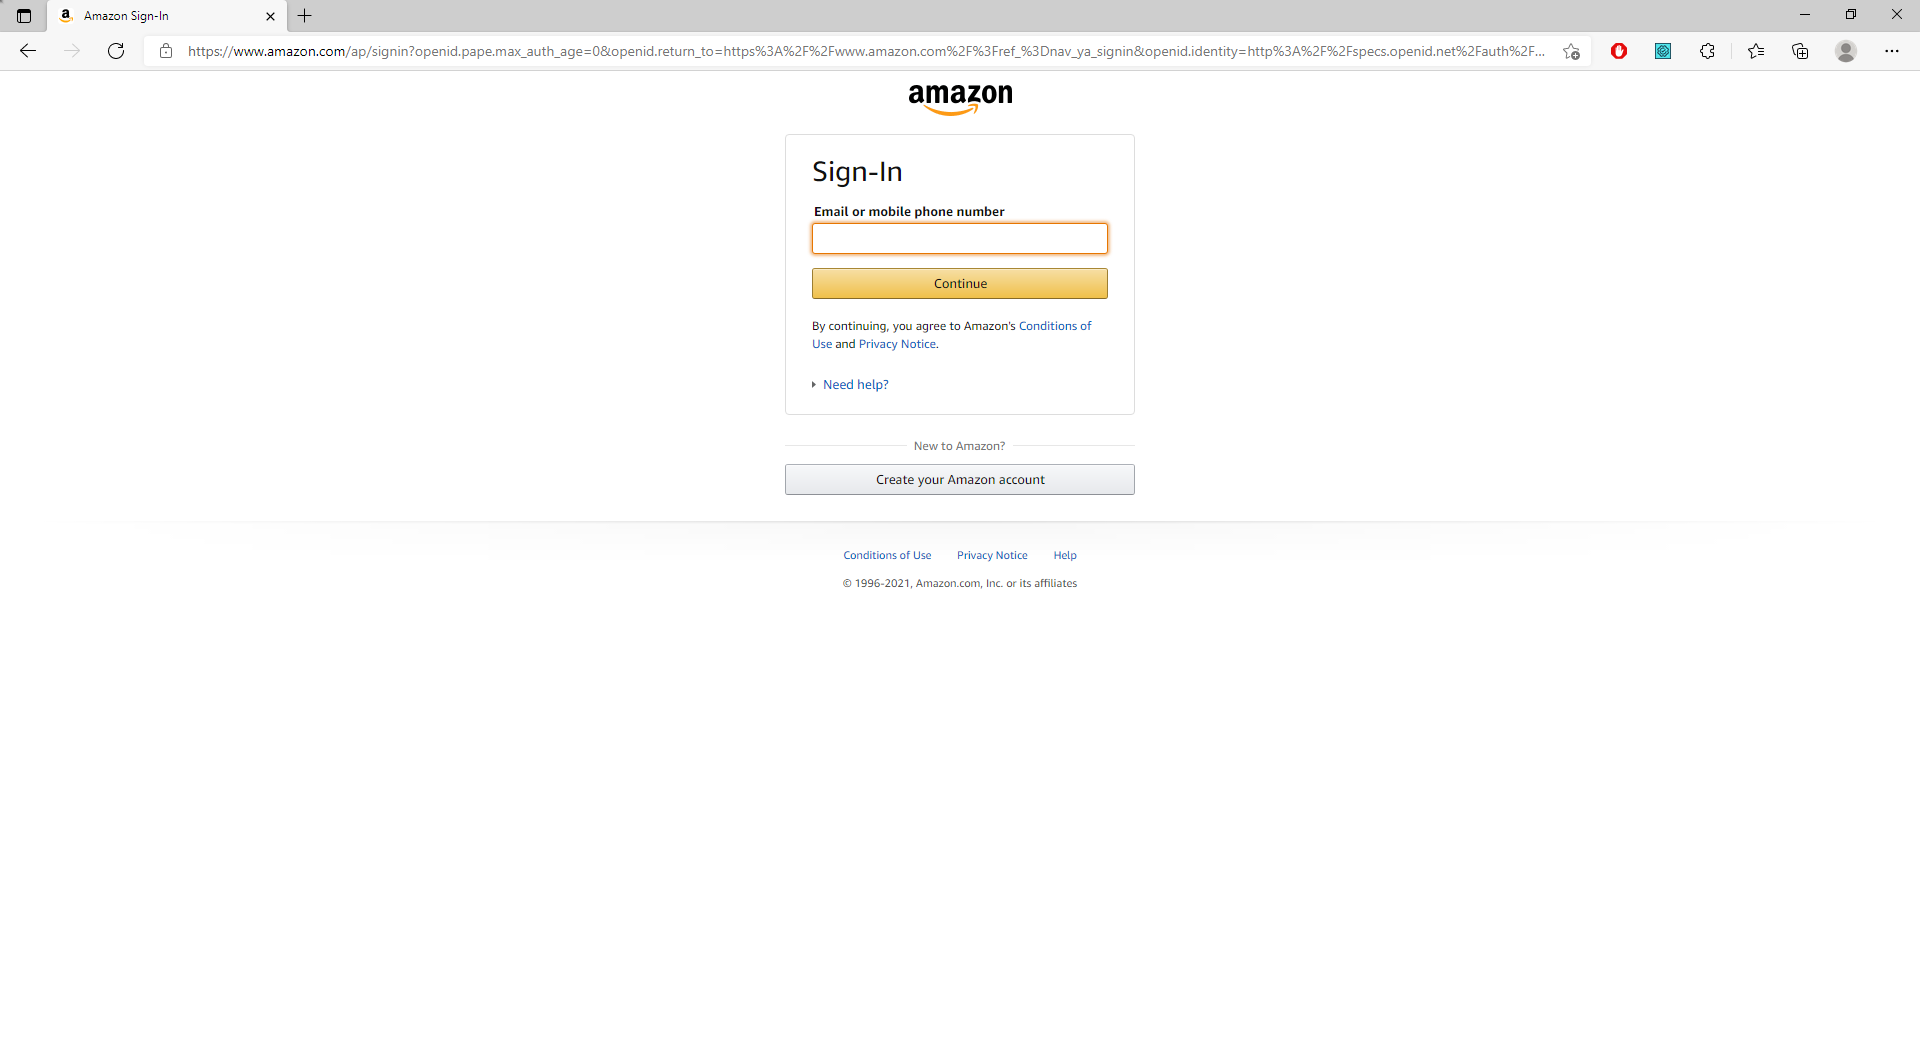 Amazon Sign-In
https://www.amazon.com/ap/signin?openid.pape.max_auth_age=0&openid.return_to=https%3A%2F%2Fwww.amazon.com%2F%3Fref_%3Dnav_ya_signin&openid.identity=http%3A%2F%2Fspecs.openid.net%2Fauth%2F...
amazon
Sign-In
Email or mobile phone number
Continue
By continuing, you agree to Amazon's Conditions of
Use and Privacy Notice.
Need help?
New to Amazon?
Create your Amazon account
Conditions of Use Privacy Notice Help
© 1996-2021, Amazon.com, Inc. or its affiliates